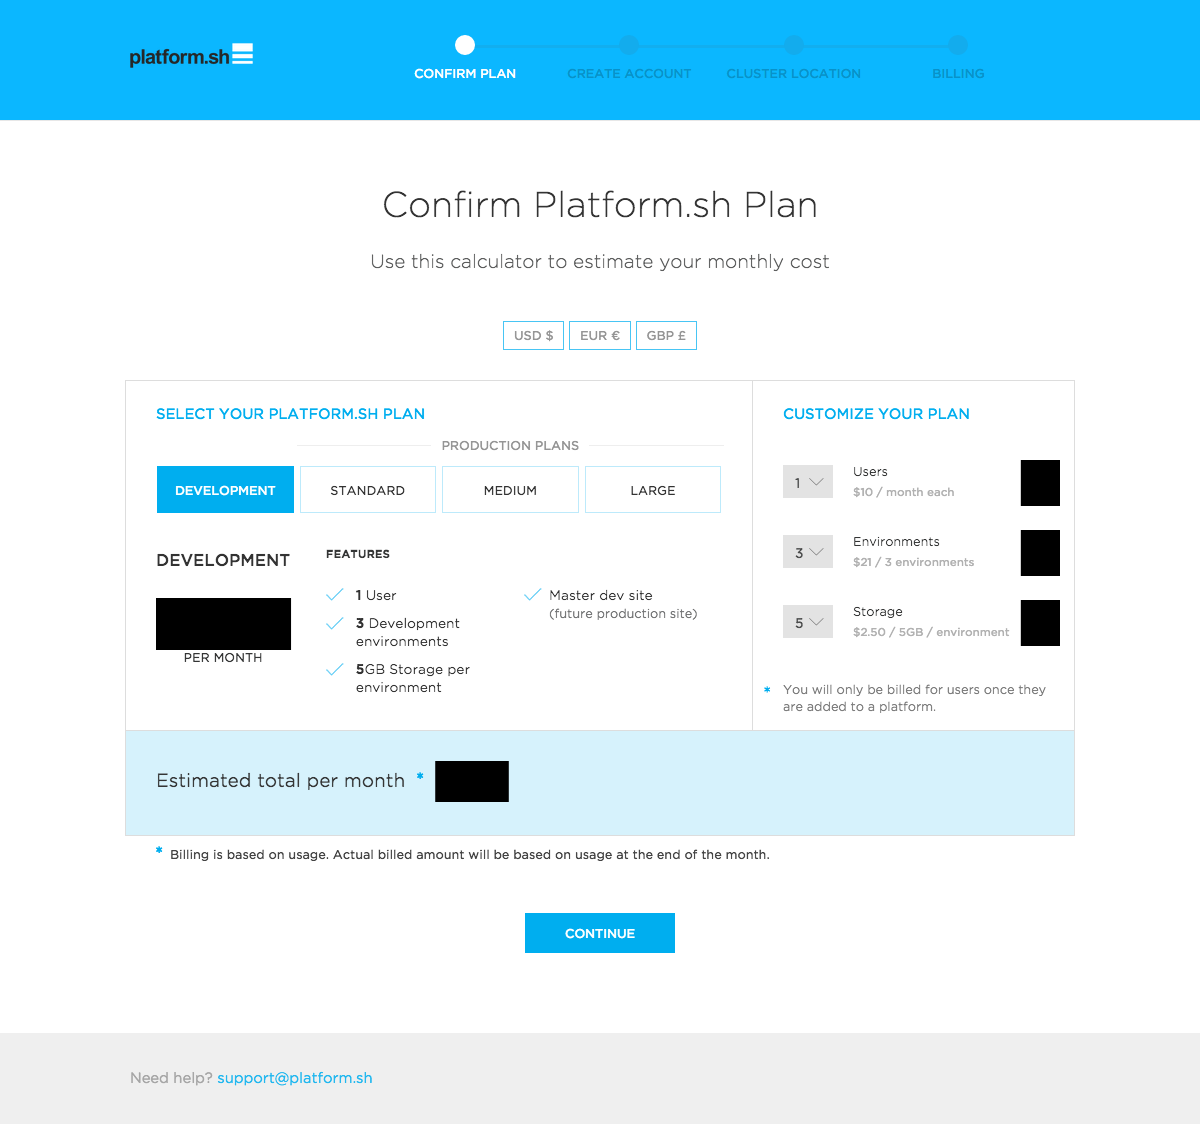 platform.sh
CONFIRM PLAN
CREATE ACCOUNT
CLUSTER LOCATION
BILLING
Confirm Platform.sh Plan
Use this calculator to estimate your monthly cost
USD $
EUR €
GBP £
SELECT YOUR PLATFORM.SH PLAN
PRODUCTION PLANS
DEVELOPMENT
STANDARD
MEDIUM
LARGE
DEVELOPMENT
PER MONTH
FEATURES
1 User
3 Development
environments
5GB Storage per
environment
Master dev site
(future production site)
CUSTOMIZE YOUR PLAN
1
Users
$10 / month each
3
Environments
$21 / 3 environments
5
Storage
$2.50 / 5GB / environment
* You will only be billed for users once they
are added to a platform.
Estimated total per month *
* Billing is based on usage. Actual billed amount will be based on usage at the end of the month.
CONTINUE
Need help? support@platform.sh